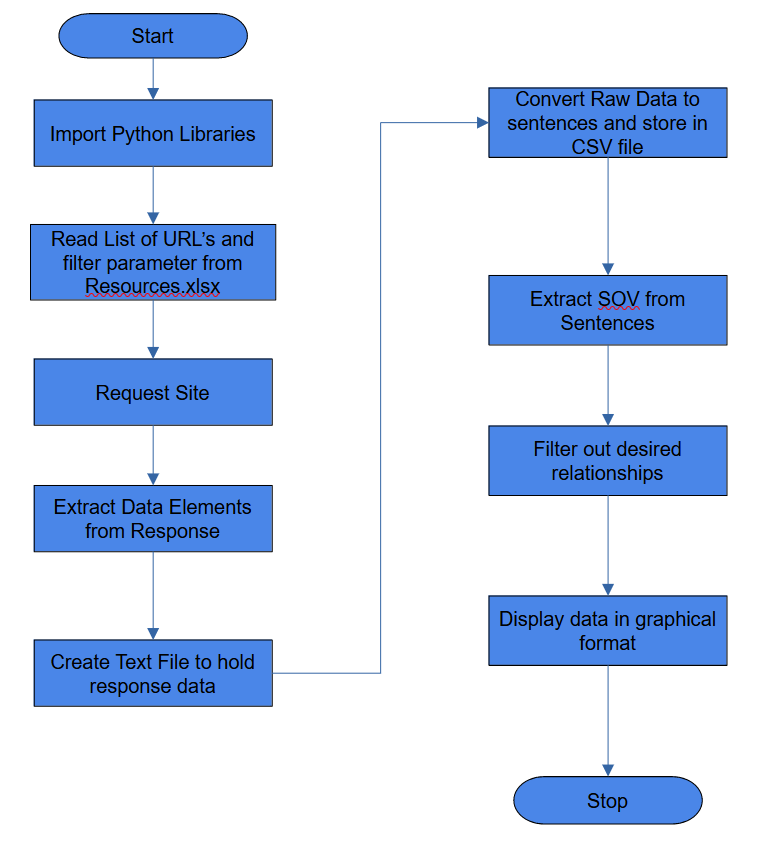 Start
Import Python Libraries
Read List of URL's and
filter parameter from
Resources.xlsx
Request Site
Extract Data Elements
from Response
Create Text File to hold
response data
Convert Raw Data to
sentences and store in
CSV file
Extract SOV from
Sentences
Filter out desired
relationships
Display data in graphical
format
Stop